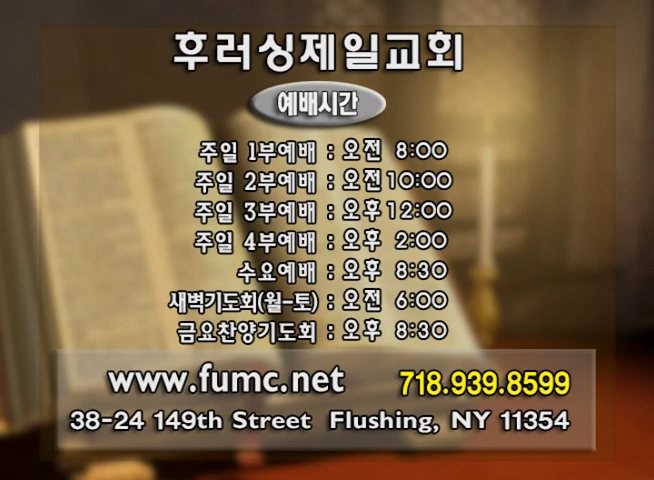 후러싱제일교회
예배시간
주일 1부예배 : 오전 8:00
주일 2부예배 : 오전 10:00
주일 3부예배 : 오후 12:00
주일 4부예배 : 오후 2:00
수요예배 : 오후 8:30
새벽기도회(월-토) : 오전 6:00
금요찬양기도회 : 오후 8:30
www.fumc.net 718.939.8599
38-24 149th Street Flushing, NY 11354